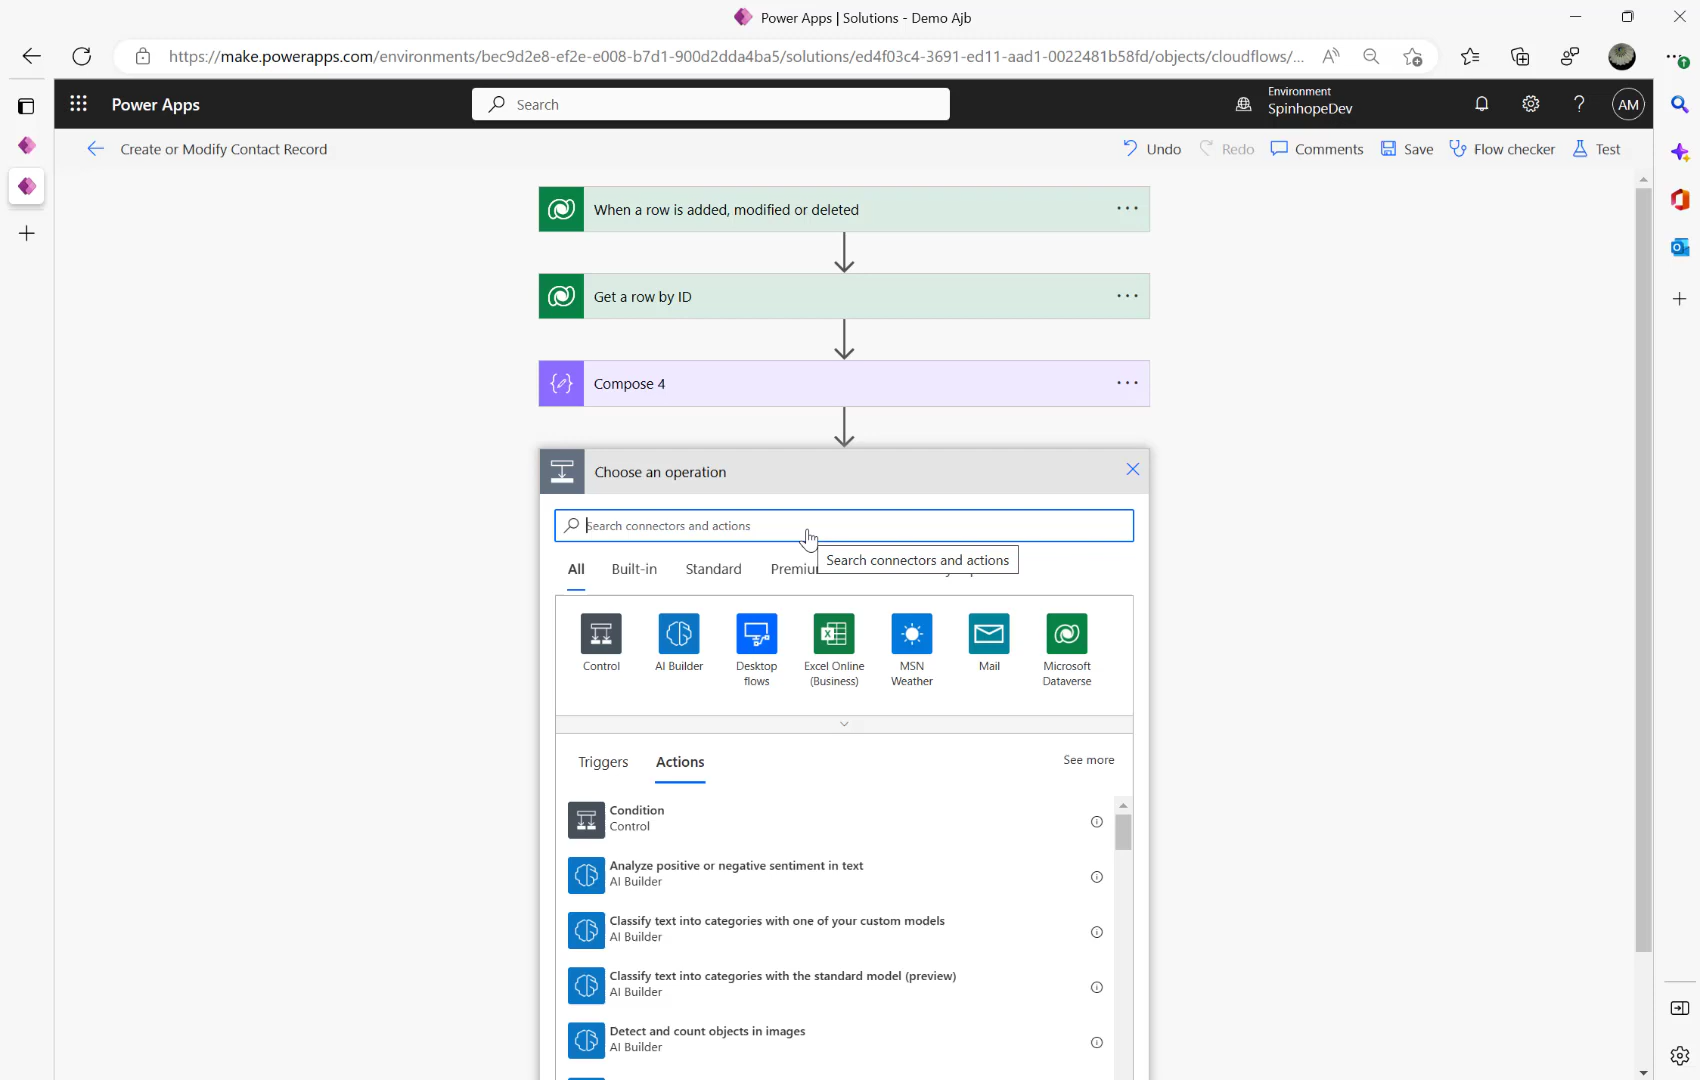 Power Apps | Solutions - Demo Ajb
https://make.powerapps.com/environments/bec9d2e8-ef2e-e008-b7d1-900d2dda4ba5/solutions/ed4f03c4-3691-ed11-aad1-0022481b58fd/objects/cloudflows/...
Power Apps
Search
Environment
SpinhopeDev
AM
Create or Modify Contact Record
Undo
Redo
Comments
Save
Flow checker
Test
When a row is added, modified or deleted
Get a row by ID
Compose 4
Choose an operation
Search connectors and actions
Search connectors and actions
All
Built-in
Standard
Premiu
Control
AI Builder
Desktop flows
Excel Online (Business)
MSN Weather
Mail
Microsoft Dataverse
Triggers
Actions
See more
Condition
Control
Analyze positive or negative sentiment in text
AI Builder
Classify text into categories with one of your custom models
AI Builder
Classify text into categories with the standard model (preview)
AI Builder
Detect and count objects in images
AI Builder